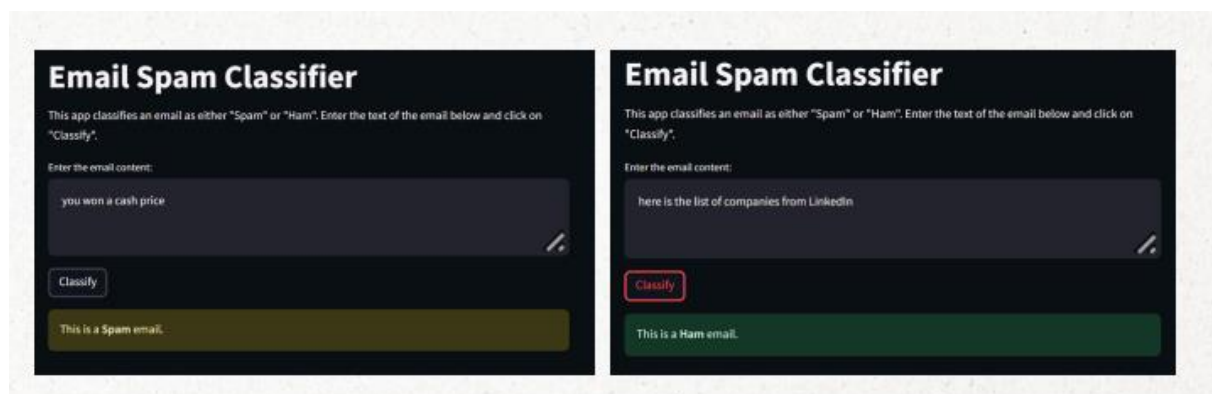 Email Spam Classifier
This app classifies an email as either "Spam" or "Ham". Enter the text of the email below and click on
"Classify".
Enter the email content:
you won a cash price
Classify
This is a Spam email.
Email Spam Classifier
This app classifies an email as either "Spam" or "Ham". Enter the text of the email below and click on
"Classify".
Enter the email content:
here is the list of companies from LinkedIn
Classify
This is a Ham email.